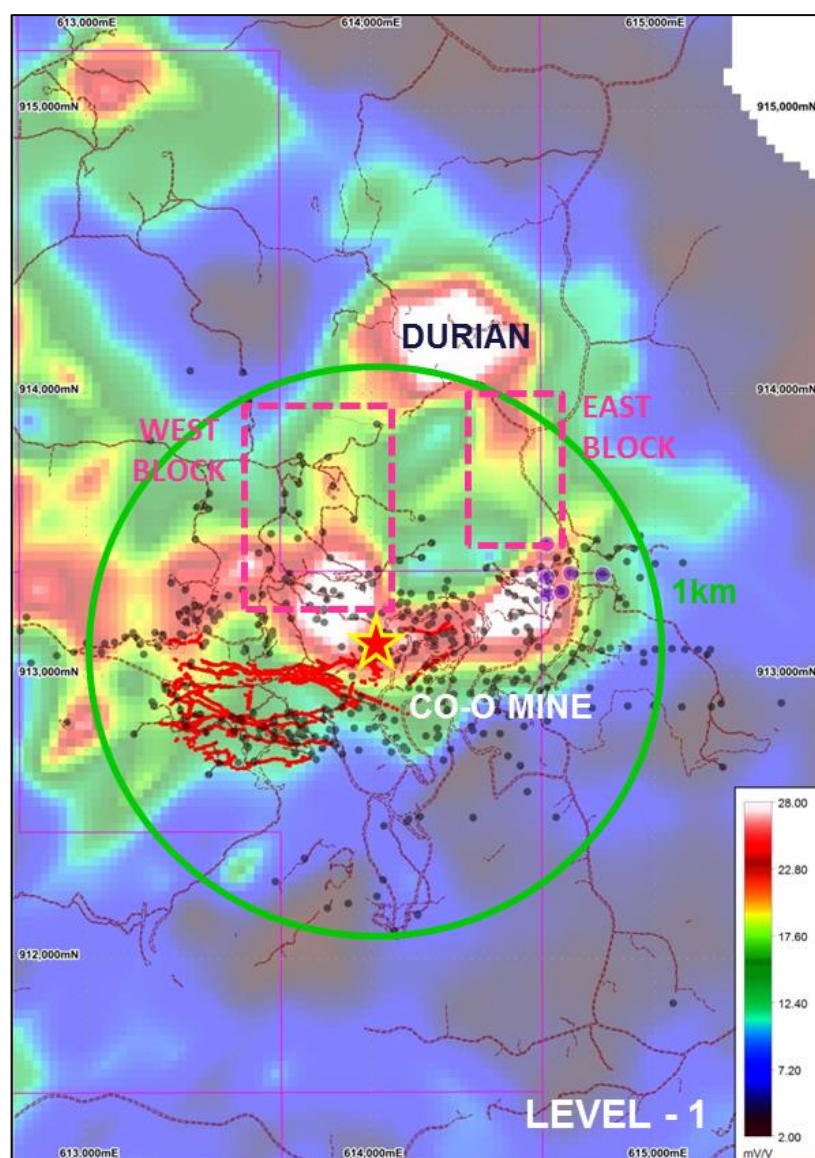 613,000mE
614,000mE
615,000mE
915,000mN
915,000mN
DURIAN
914,000mN
914,000mN
WEST
BLOCK
EAST
BLOCK
1km
913,000mN
913,000mN
CO-O MINE
28.00
22.80
17.60
12.40
7.20
2.00
mV/V
912,000mN
LEVEL - 1
613,000mE
614,000mE
615,000mE